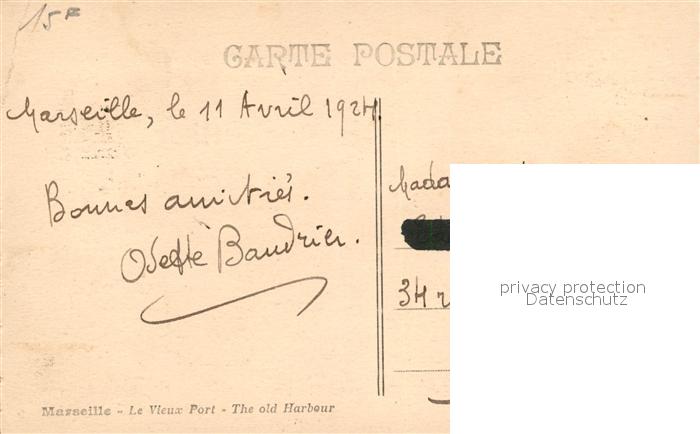 15F
CARTE POSTALE
Marseille, le 11 Avril 1924
Bonnes amitiés.
Odette Baudrier.
Mada
34 r
privacy protection
Datenschutz
Marseille - Le Vieux Port - The old Harbour